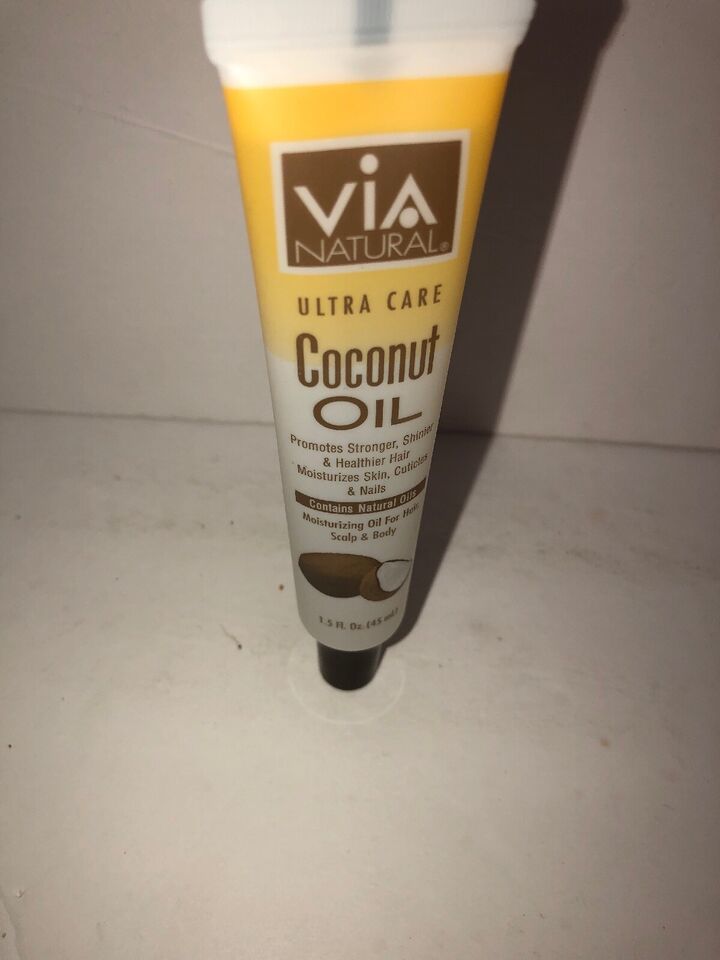 ViA
NATURAL®
ULTRA CARE
Coconut
OIL
Promotes Stronger, Shinier
& Healthier Hair
Moisturizes Skin, Cuticles
& Nails
Contains Natural Oils
Moisturizing Oil For Hair,
Scalp & Body
1.5 Fl. Oz. (45 mL)